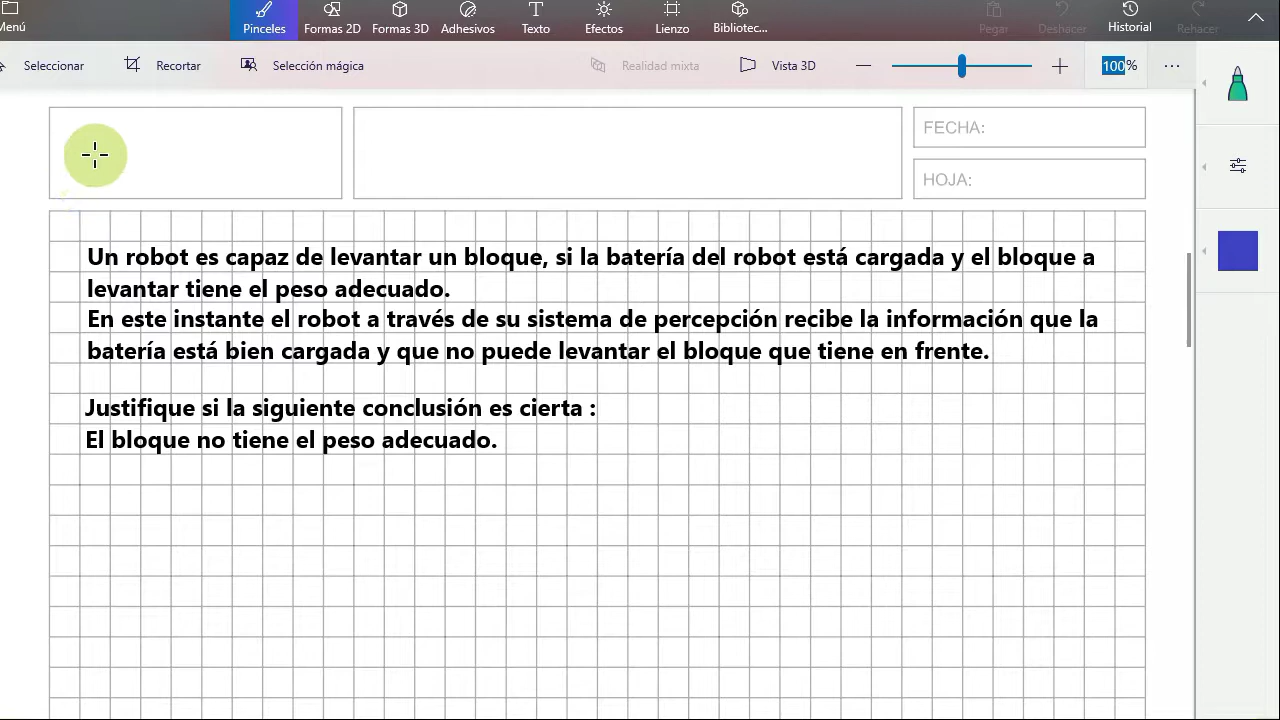 Menú
Pinceles
Formas 2D
Formas 3D
Adhesivos
Texto
Efectos
Lienzo
Bibliotec...
Pegar
Deshacer
Historial
Rehacer
Seleccionar
Recortar
Selección mágica
Realidad mixta
Vista 3D
100%
FECHA:
HOJA:
Un robot es capaz de levantar un bloque, si la batería del robot está cargada y el bloque a
levantar tiene el peso adecuado.
En este instante el robot a través de su sistema de percepción recibe la información que la
batería está bien cargada y que no puede levantar el bloque que tiene en frente.
Justifique si la siguiente conclusión es cierta :
El bloque no tiene el peso adecuado.